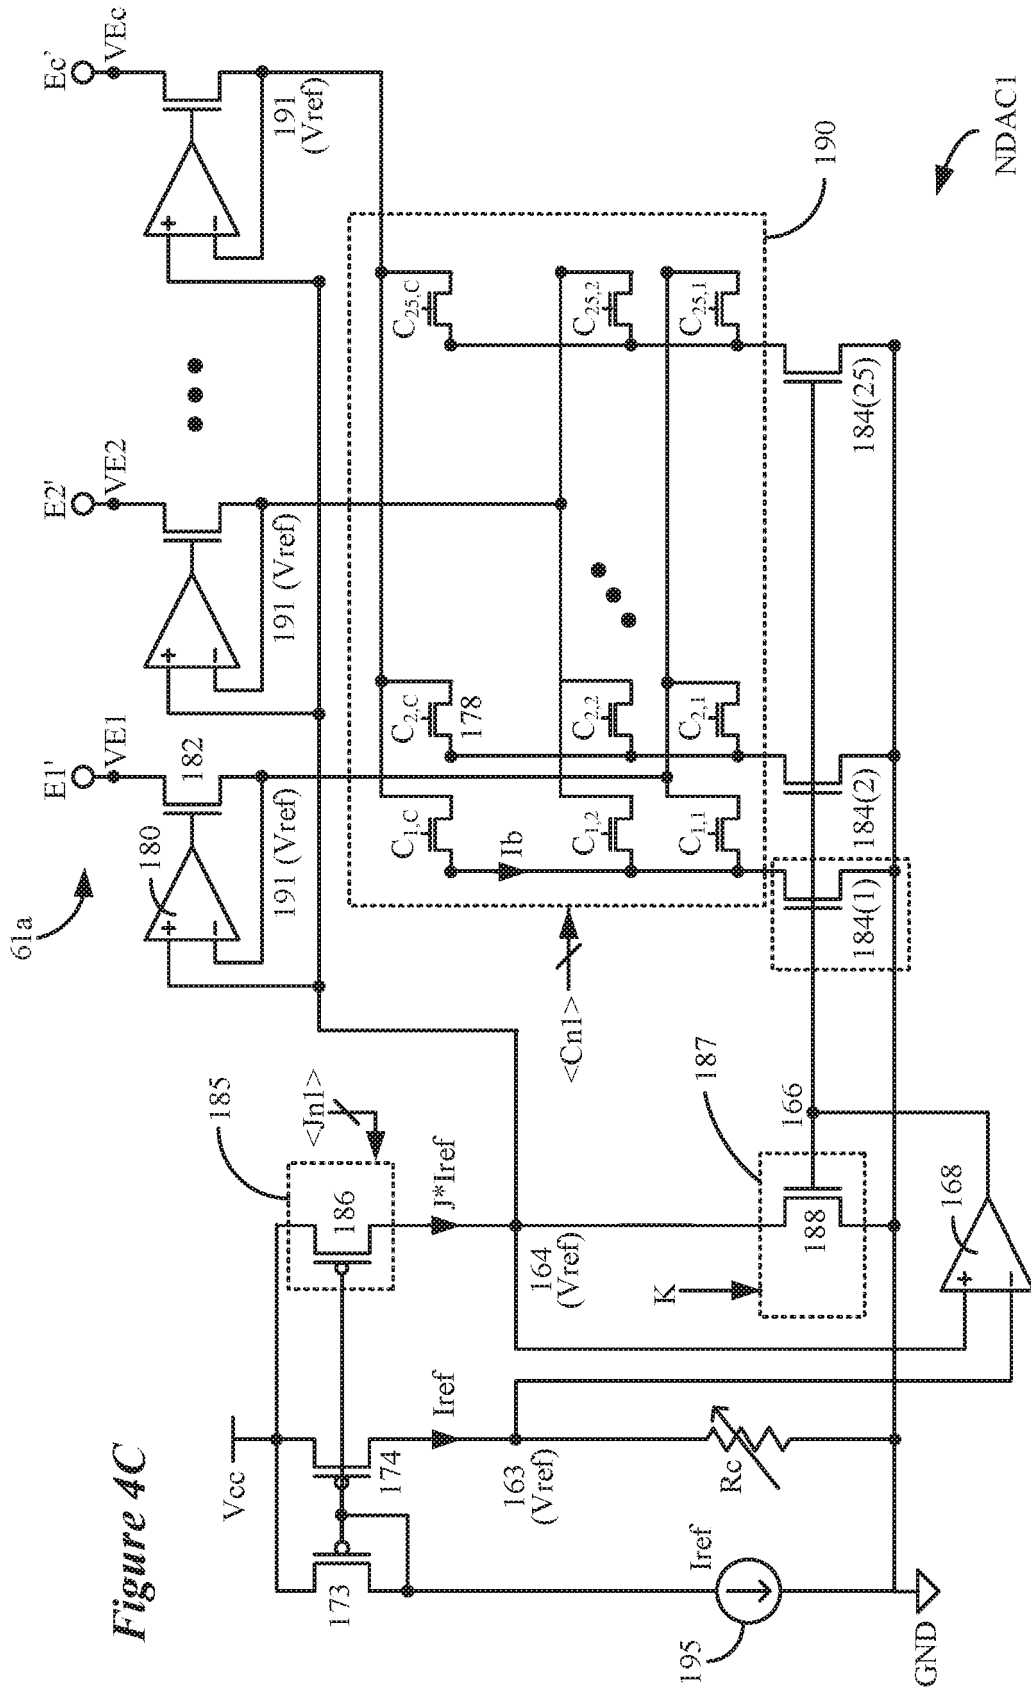 Figure 4C
Vcc
173
174
Iref
163
(Vref)
Rc
Iref
195
GND
185
<Jn1>
186
J*Iref
164
(Vref)
K
187
188
166
168
61a
E1'
VE1
180
182
191 (Vref)
E2'
VE2
191 (Vref)
Ec'
VEc
191
(Vref)
+
−
+
−
+
−
+
−
<Cn1>
C1,C
C2,C
C25,C
178
Ib
C1,2
C2,2
C25,2
C1,1
C2,1
C25,1
190
184(1)
184(2)
184(25)
NDAC1